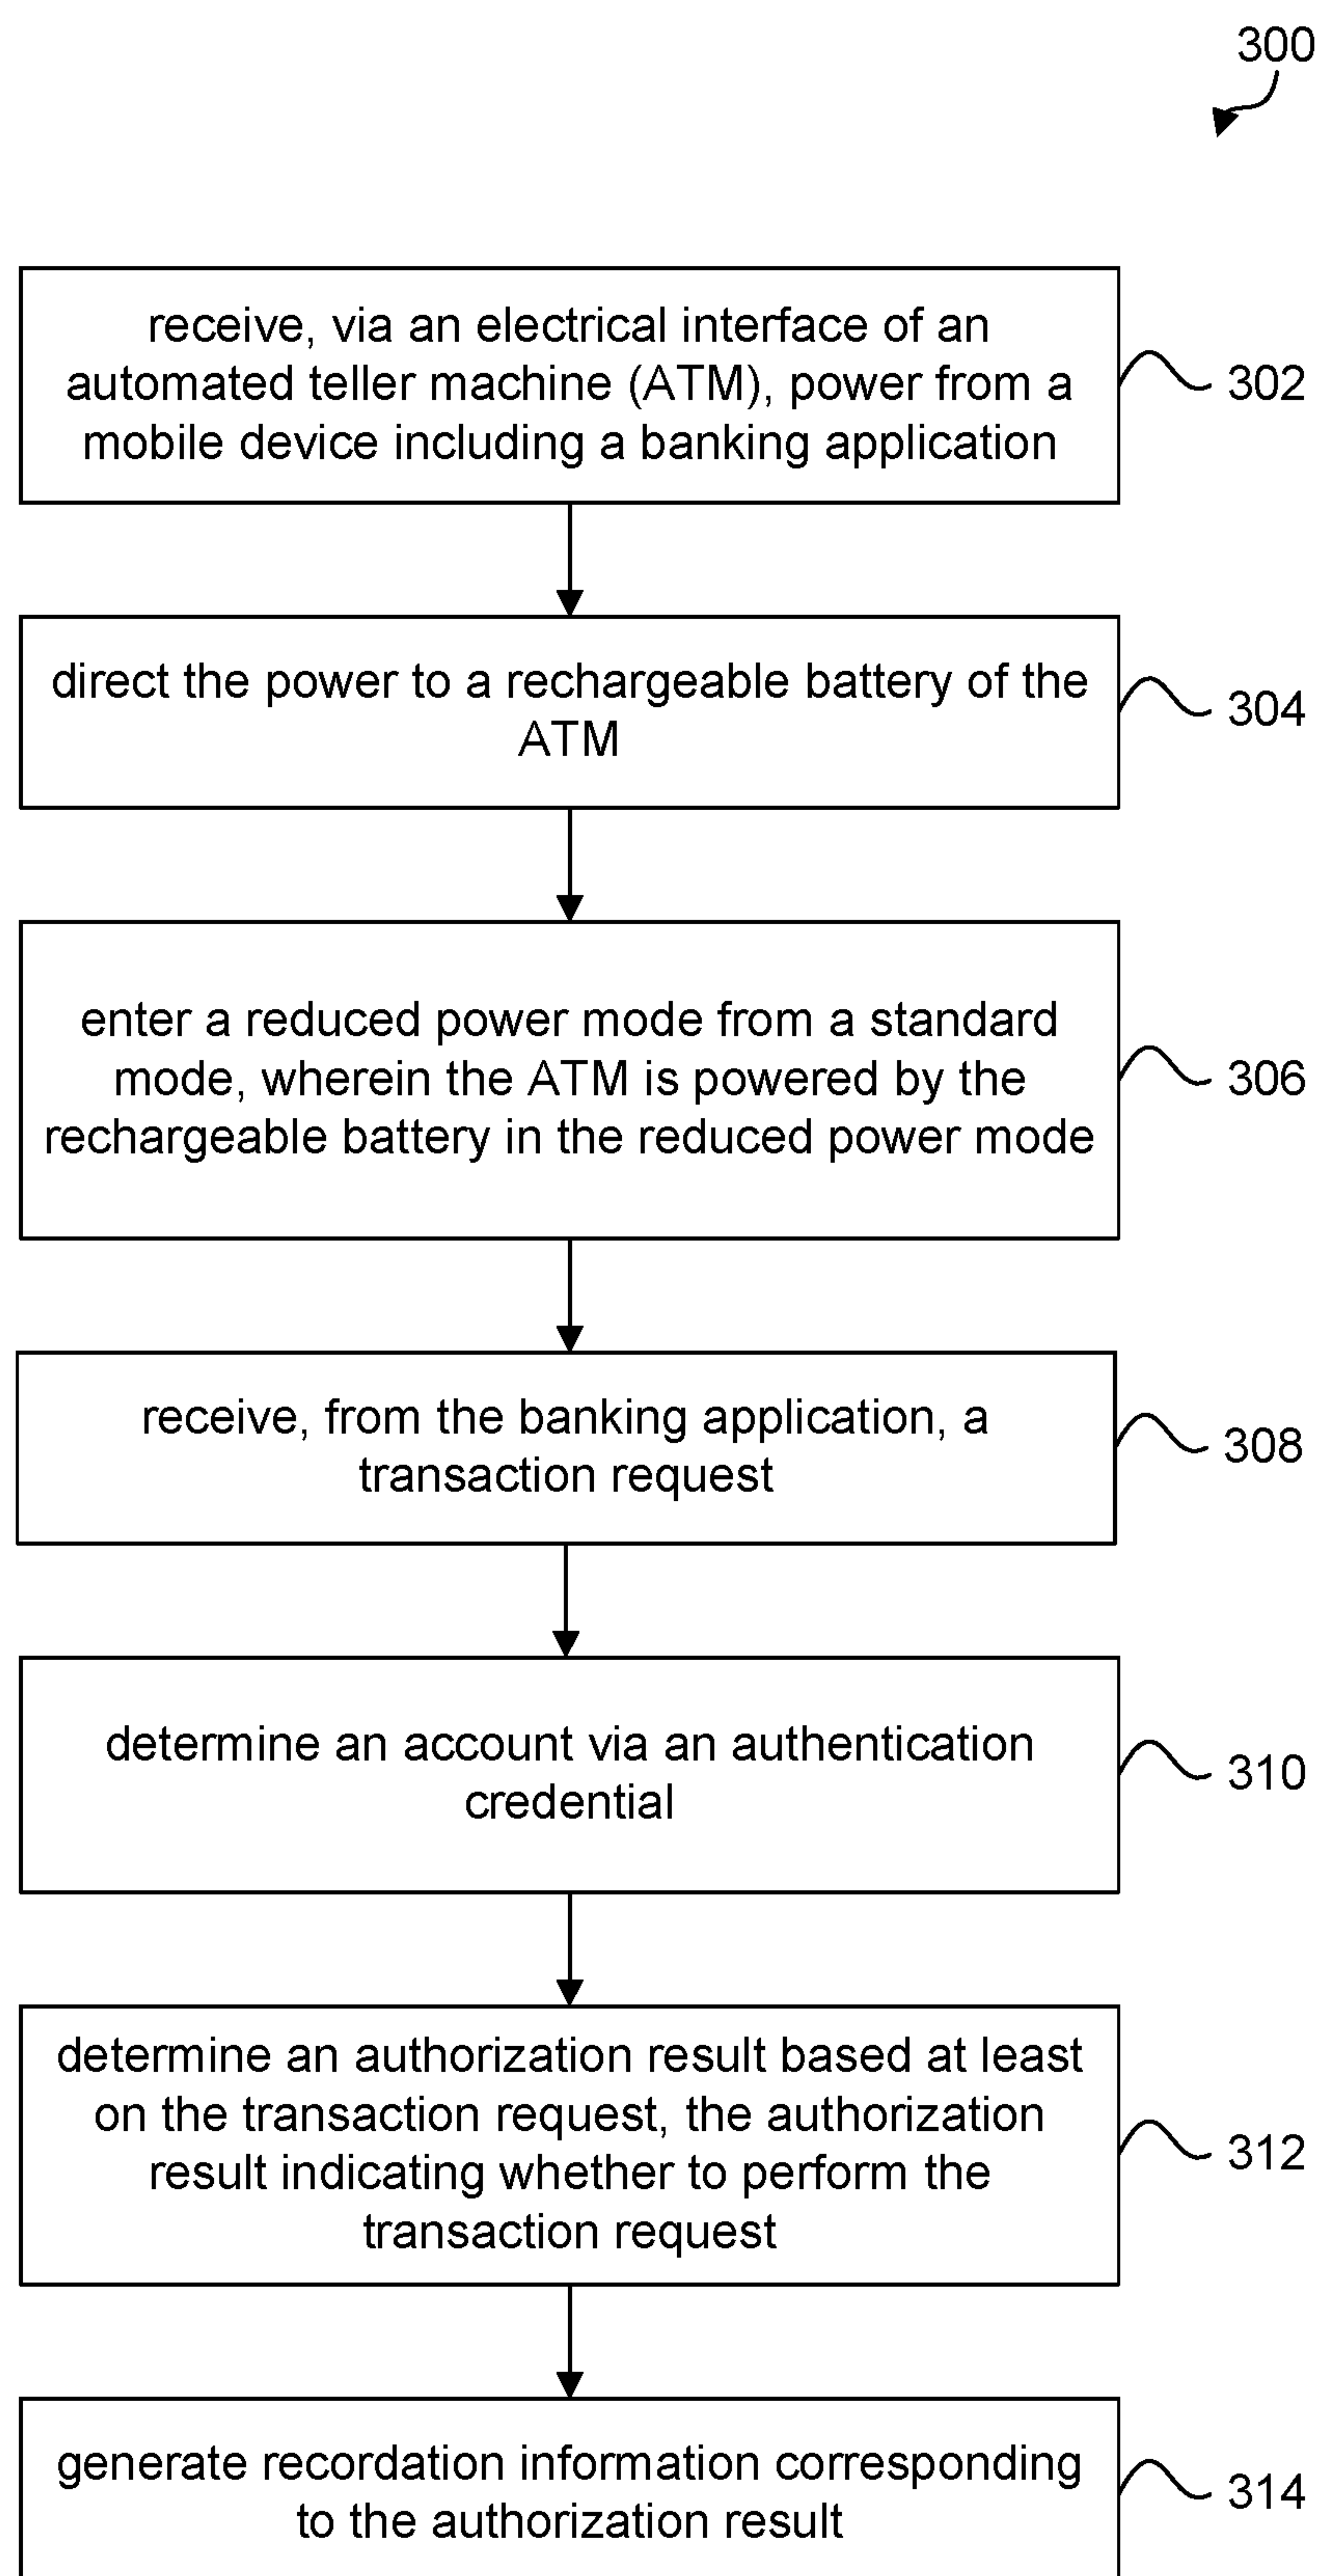 300
receive, via an electrical interface of an
automated teller machine (ATM), power from a
mobile device including a banking application
302
direct the power to a rechargeable battery of the
ATM
304
enter a reduced power mode from a standard
mode, wherein the ATM is powered by the
rechargeable battery in the reduced power mode
306
receive, from the banking application, a
transaction request
308
determine an account via an authentication
credential
310
determine an authorization result based at least
on the transaction request, the authorization
result indicating whether to perform the
transaction request
312
generate recordation information corresponding
to the authorization result
314